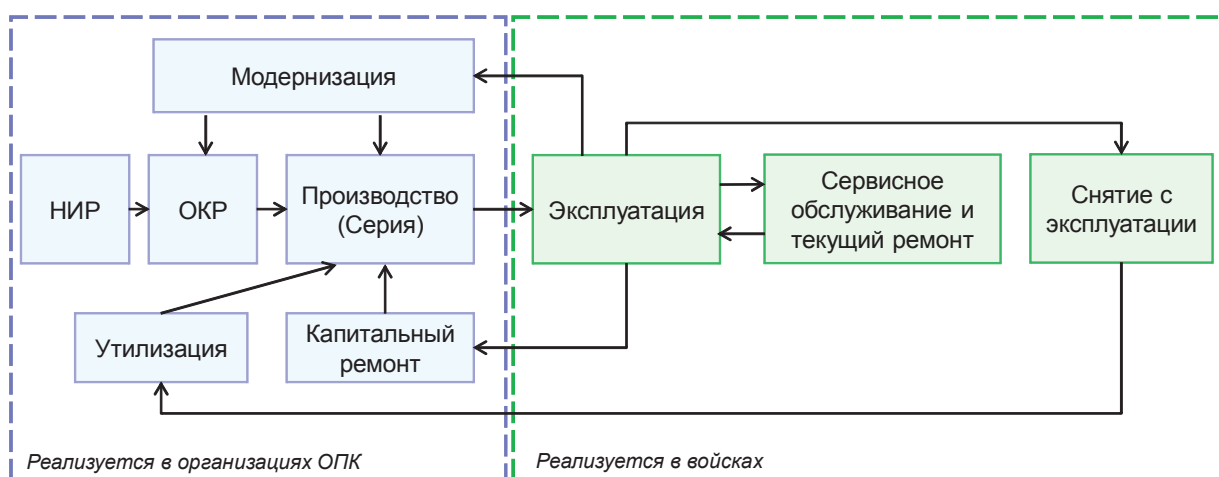 Модернизация
НИР
ОКР
Производство
(Серия)
Эксплуатация
Сервисное
обслуживание и
текущий ремонт
Снятие с
эксплуатации
Утилизация
Капитальный
ремонт
Реализуется в организациях ОПК
Реализуется в войсках